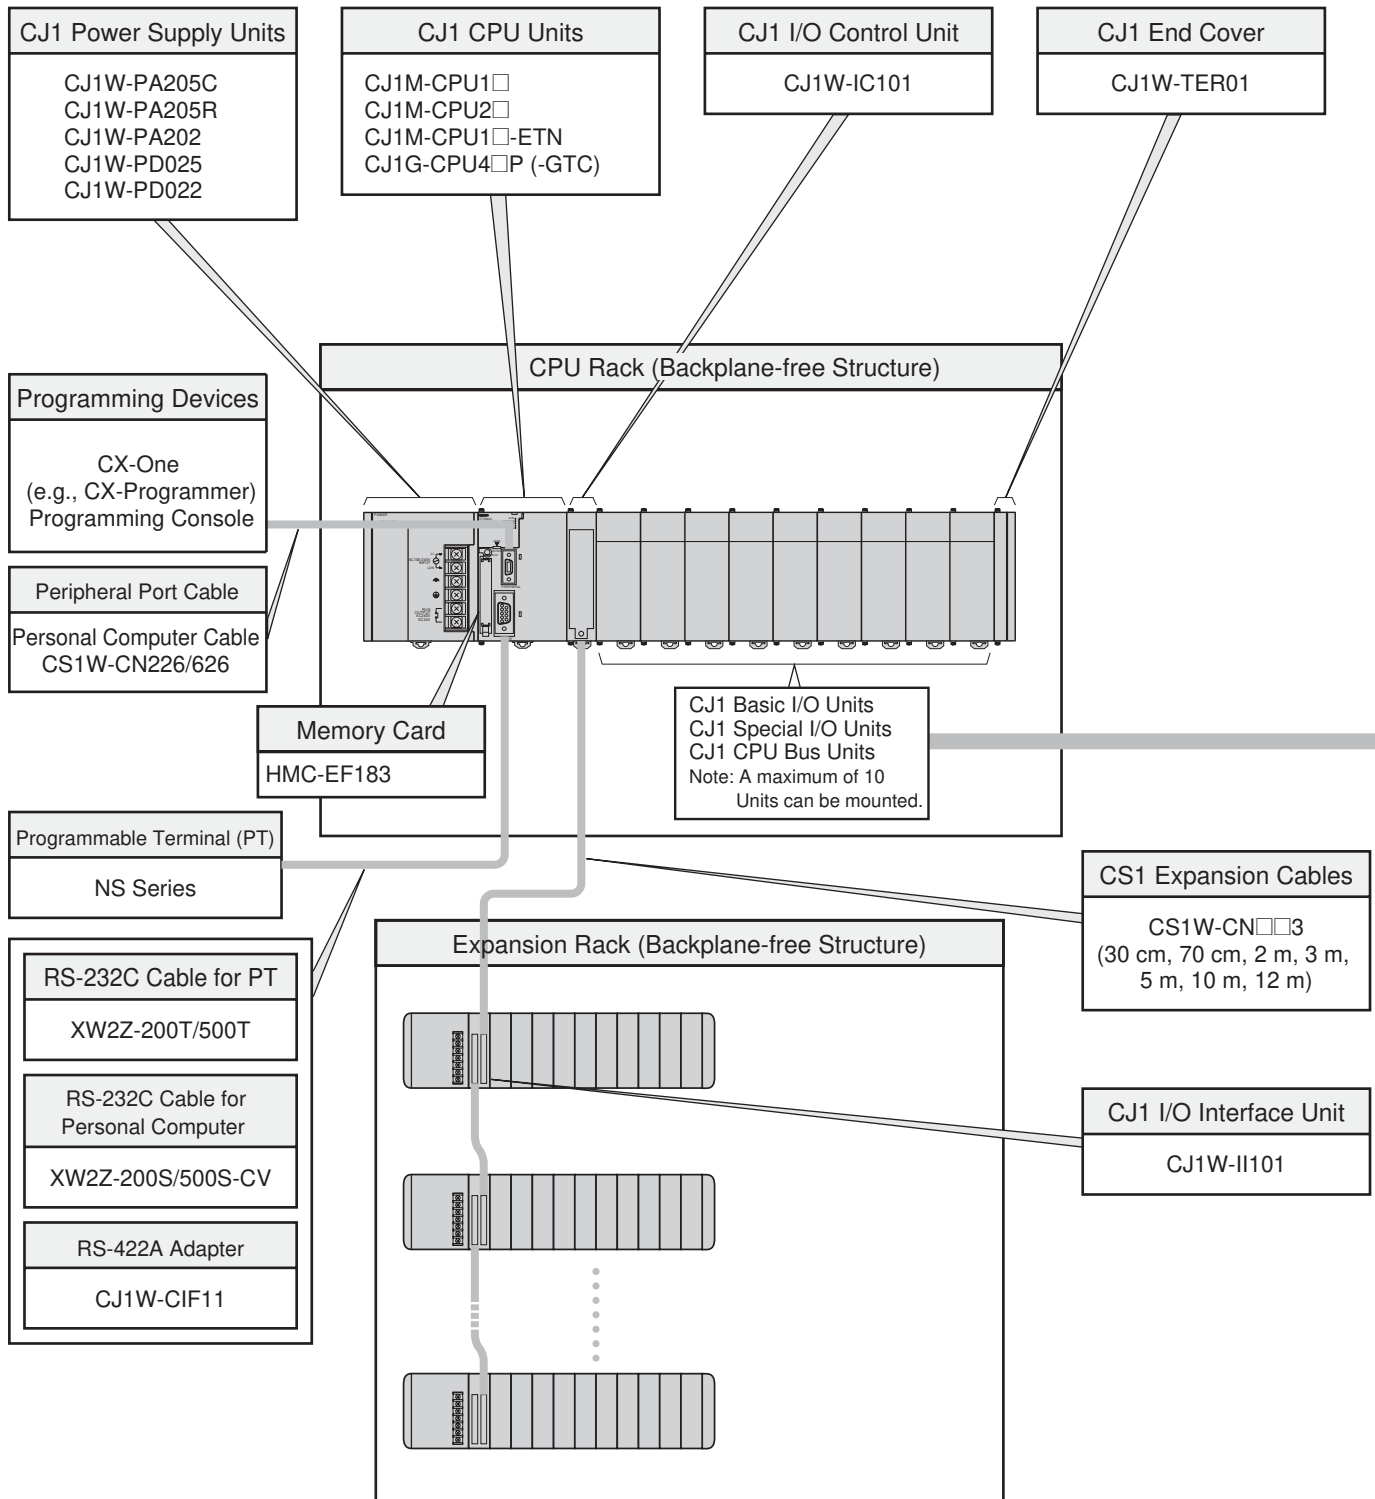 CJ1 Power Supply Units
CJ1W-PA205C
CJ1W-PA205R
CJ1W-PA202
CJ1W-PD025
CJ1W-PD022
CJ1 CPU Units
CJ1M-CPU1□
CJ1M-CPU2□
CJ1M-CPU1□-ETN
CJ1G-CPU4□P (-GTC)
CJ1 I/O Control Unit
CJ1W-IC101
CJ1 End Cover
CJ1W-TER01
CPU Rack (Backplane-free Structure)
Programming Devices
CX-One
(e.g., CX-Programmer)
Programming Console
Peripheral Port Cable
Personal Computer Cable
CS1W-CN226/626
Memory Card
HMC-EF183
CJ1 Basic I/O Units
CJ1 Special I/O Units
CJ1 CPU Bus Units
Note: A maximum of 10
Units can be mounted.
Programmable Terminal (PT)
NS Series
CS1 Expansion Cables
CS1W-CN□□3
(30 cm, 70 cm, 2 m, 3 m,
5 m, 10 m, 12 m)
Expansion Rack (Backplane-free Structure)
RS-232C Cable for PT
XW2Z-200T/500T
RS-232C Cable for
Personal Computer
XW2Z-200S/500S-CV
RS-422A Adapter
CJ1W-CIF11
CJ1 I/O Interface Unit
CJ1W-II101